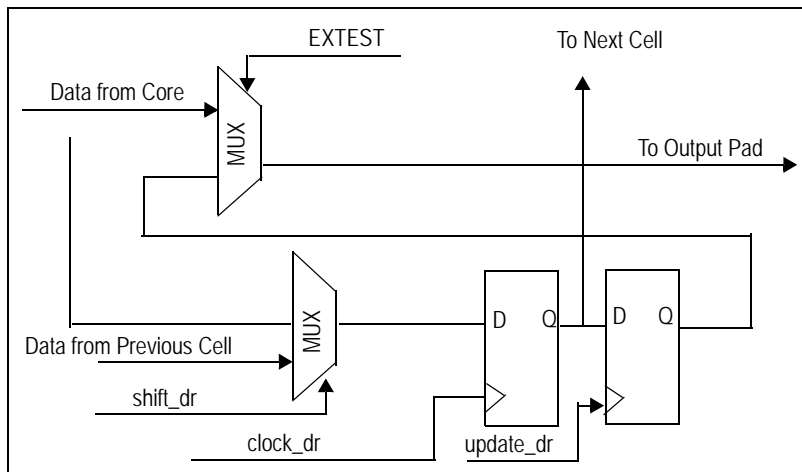 EXTEST
To Next Cell
Data from Core
MUX
To Output Pad
MUX
D Q
D Q
Data from Previous Cell
shift_dr
clock_dr
update_dr